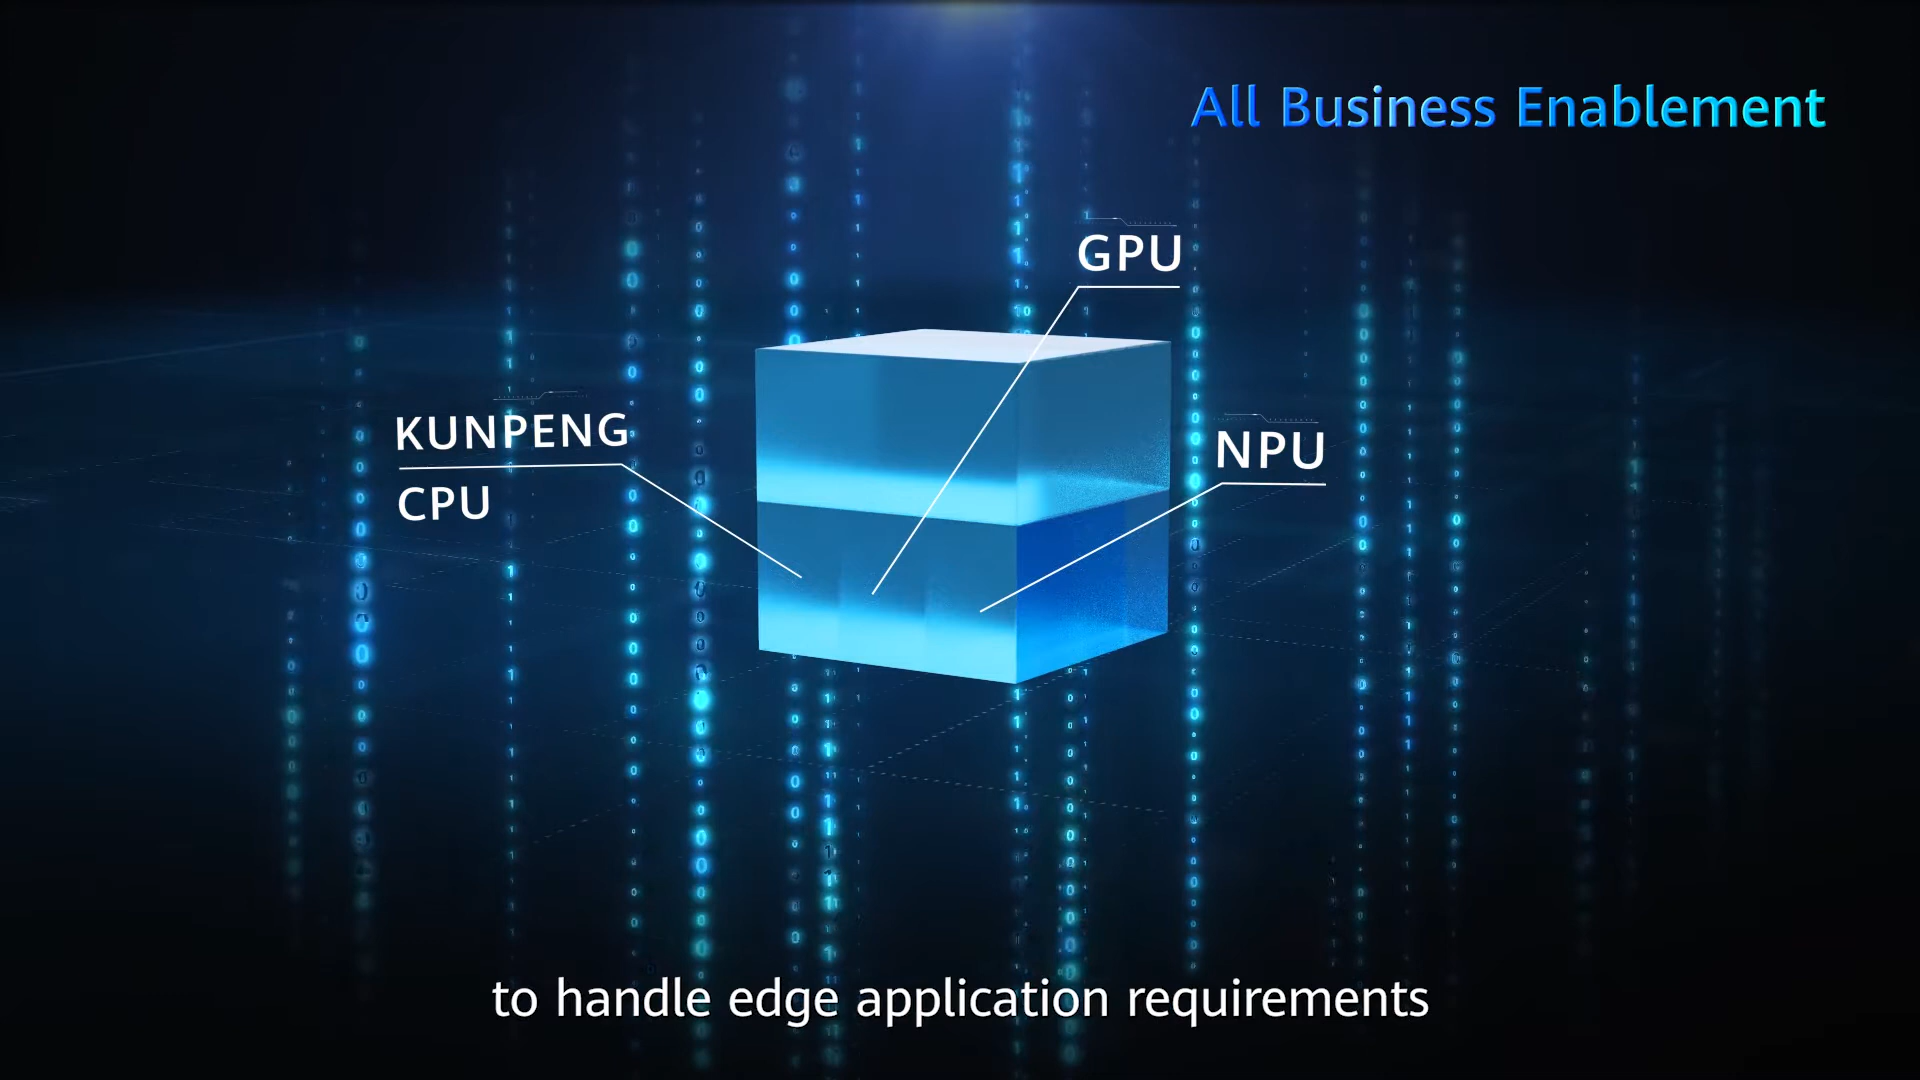 All Business Enablement
GPU
KUNPENG
CPU
NPU
to handle edge application requirements